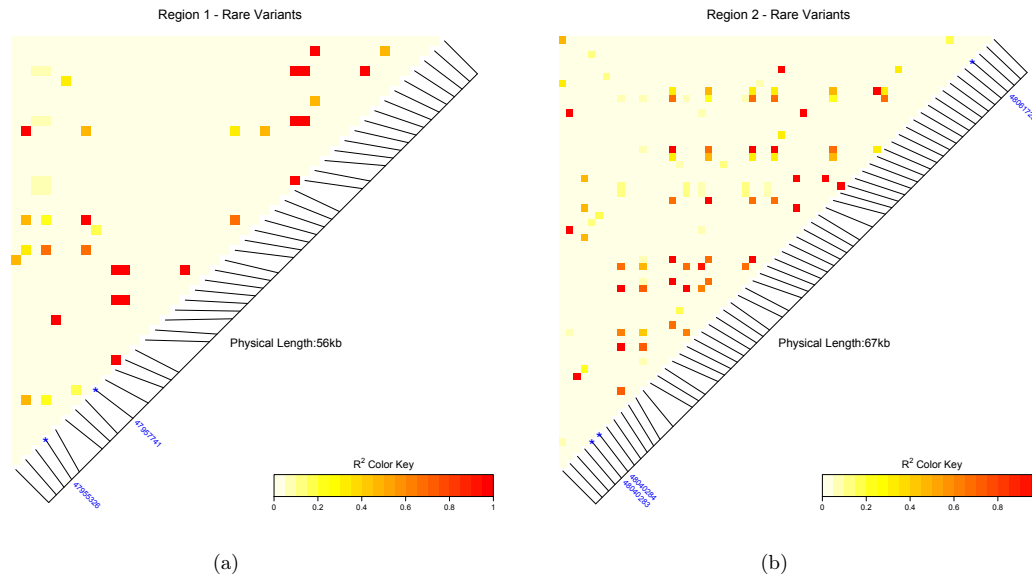 Region 1 - Rare Variants
Physical Length:56kb
47957741
47955326
R² Color Key
0 0.2 0.4 0.6 0.8 1
(a)
Region 2 - Rare Variants
Physical Length:67kb
48040284
48040283
R² Color Key
0 0.2 0.4 0.6 0.8
(b)